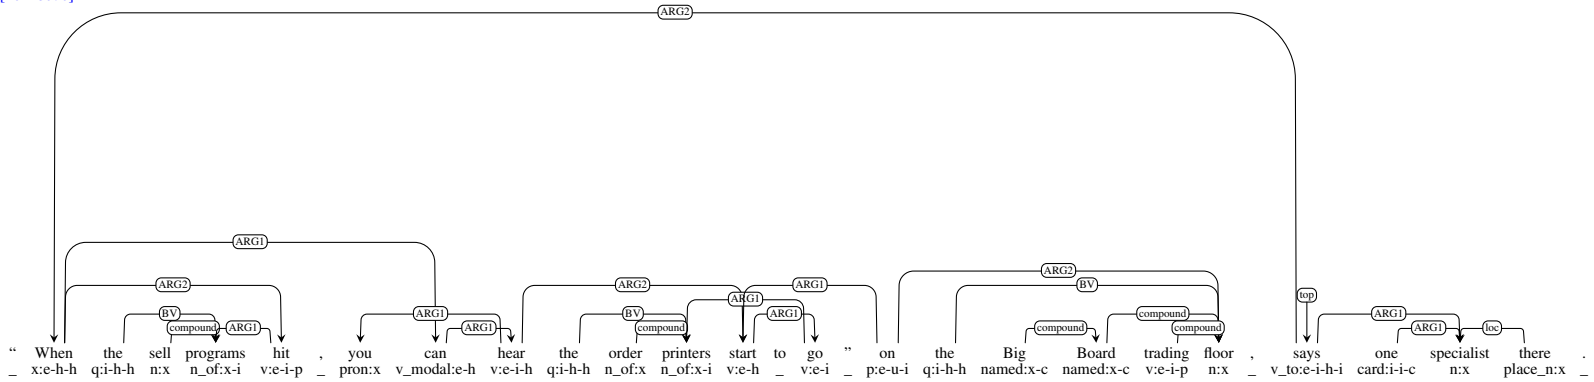 ARG2
ARG1
ARG2 ARG2 ARG1 ARG2 BV
ARG1 top
BV ARG1 BV ARG1 compound ARG1
compound ARG1 ARG1 compound compound compound ARG1 loc
“ When the sell programs hit , you can hear the order printers start to go ” on the Big Board trading floor , says one specialist there .
_ x:e-h-h q:i-h-h n:x n_of:x-i v:e-i-p _ pron:x v_modal:e-h v:e-i-h q:i-h-h n_of:x n_of:x-i v:e-h _ v:e-i _ p:e-u-i q:i-h-h named:x-c named:x-c v:e-i-p n:x _ v_to:e-i-h-i card:i-i-c n:x place_n:x _